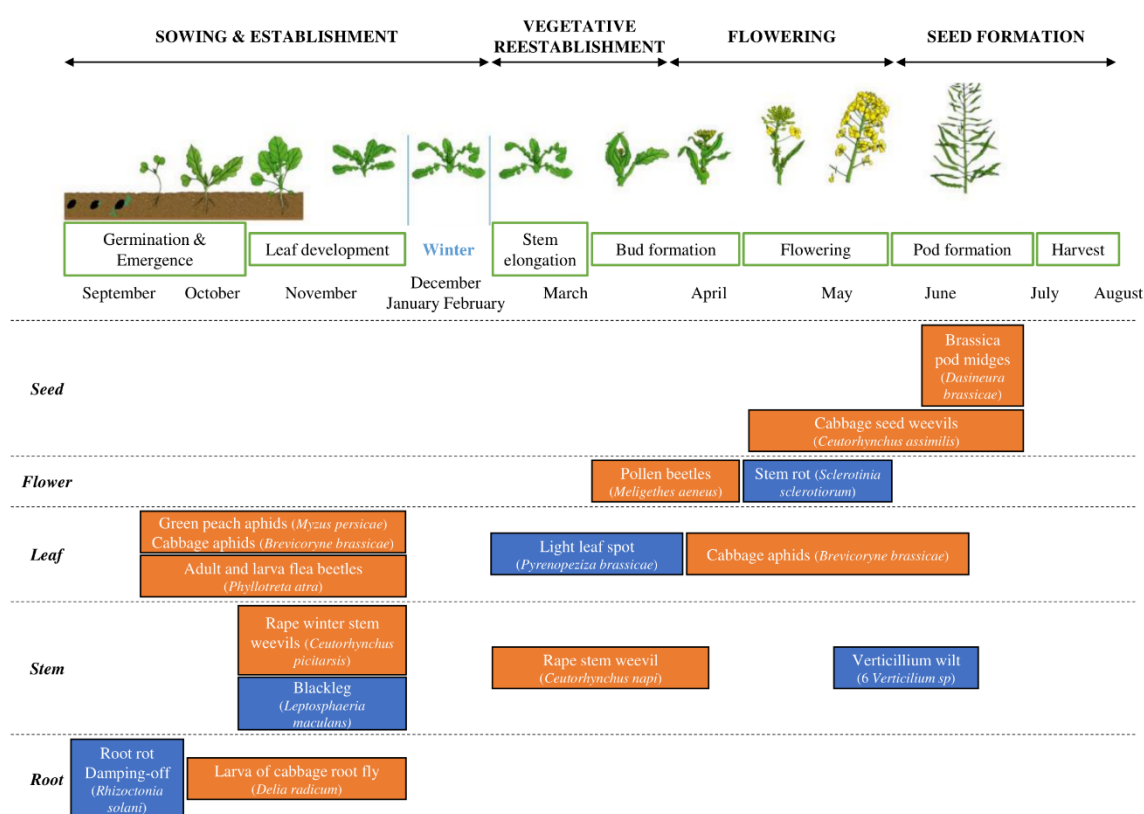 SOWING & ESTABLISHMENT
VEGETATIVE
REESTABLISHMENT
FLOWERING
SEED FORMATION
Germination &
Emergence
Leaf development
Winter
Stem
elongation
Bud formation
Flowering
Pod formation
Harvest
September
October
November
December
January February
March
April
May
June
July
August
Seed
Brassica
pod midges
(Dasineura
brassicae)
Cabbage seed weevils
(Ceutorhynchus assimilis)
Flower
Pollen beetles
(Meligethes aeneus)
Stem rot (Sclerotinia
sclerotiorum)
Leaf
Green peach aphids (Myzus persicae)
Cabbage aphids (Brevicoryne brassicae)
Adult and larva flea beetles
(Phyllotreta atra)
Light leaf spot
(Pyrenopeziza brassicae)
Cabbage aphids (Brevicoryne brassicae)
Stem
Rape winter stem
weevils (Ceutorhynchus
picitarsis)
Blackleg
(Leptosphaeria
maculans)
Rape stem weevil
(Ceutorhynchus napi)
Verticillium wilt
(6 Verticilium sp)
Root
Root rot
Damping-off
(Rhizoctonia
solani)
Larva of cabbage root fly
(Delia radicum)